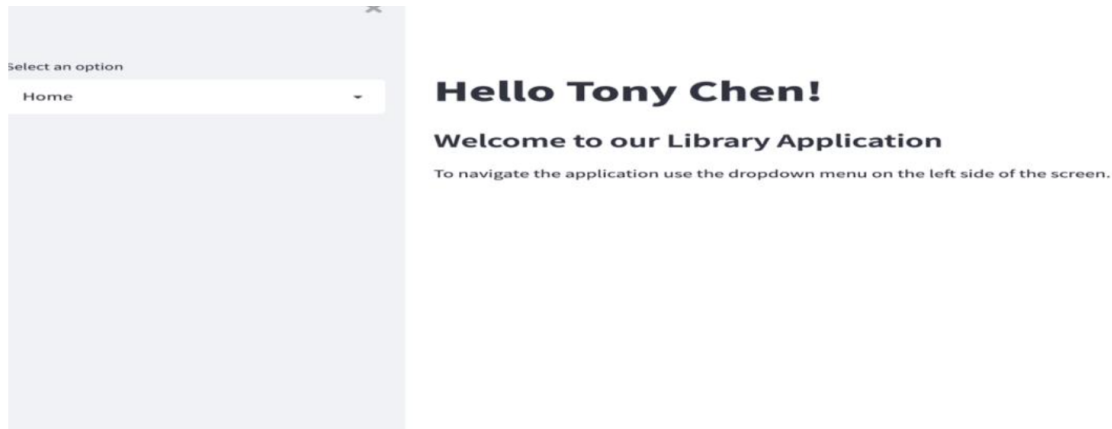 Select an option
Home
Hello Tony Chen!
Welcome to our Library Application
To navigate the application use the dropdown menu on the left side of the screen.